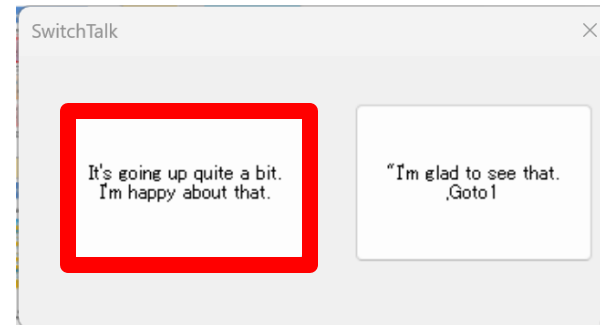 SwitchTalk
It's going up quite a bit.
I'm happy about that.
“I'm glad to see that.
,Goto1